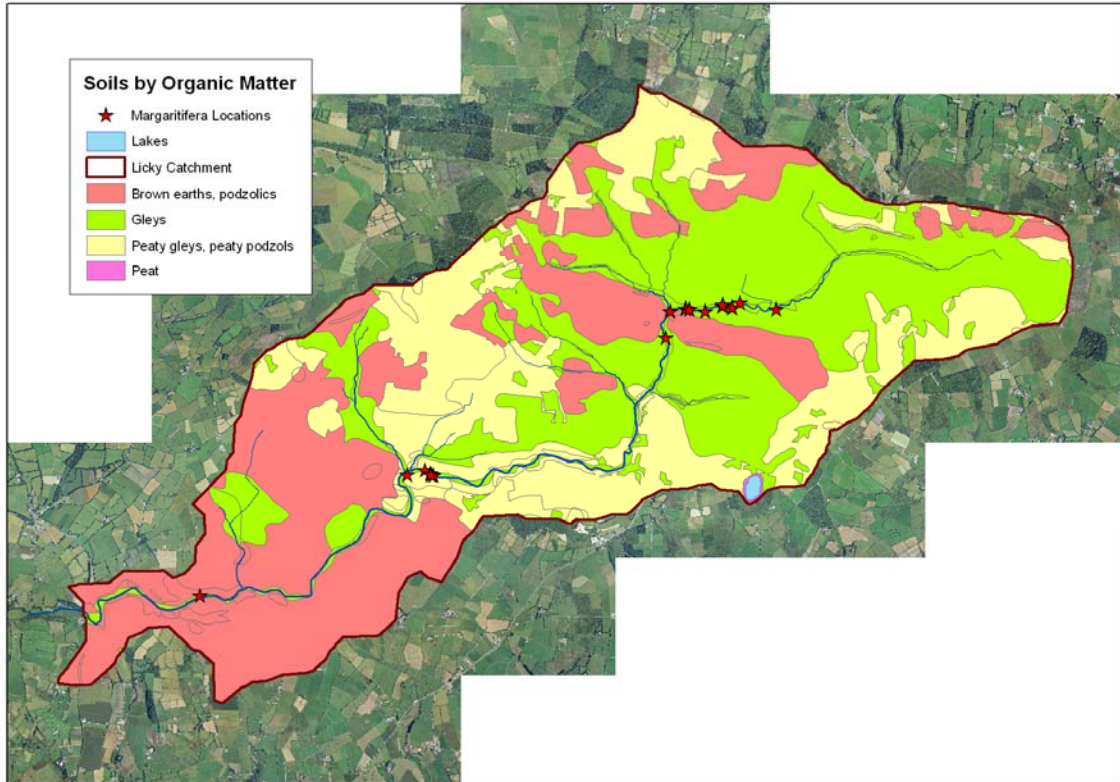 Soils by Organic Matter
Margaritifera Locations
Lakes
Licky Catchment
Brown earths, podzolics
Gleys
Peaty gleys, peaty podzols
Peat